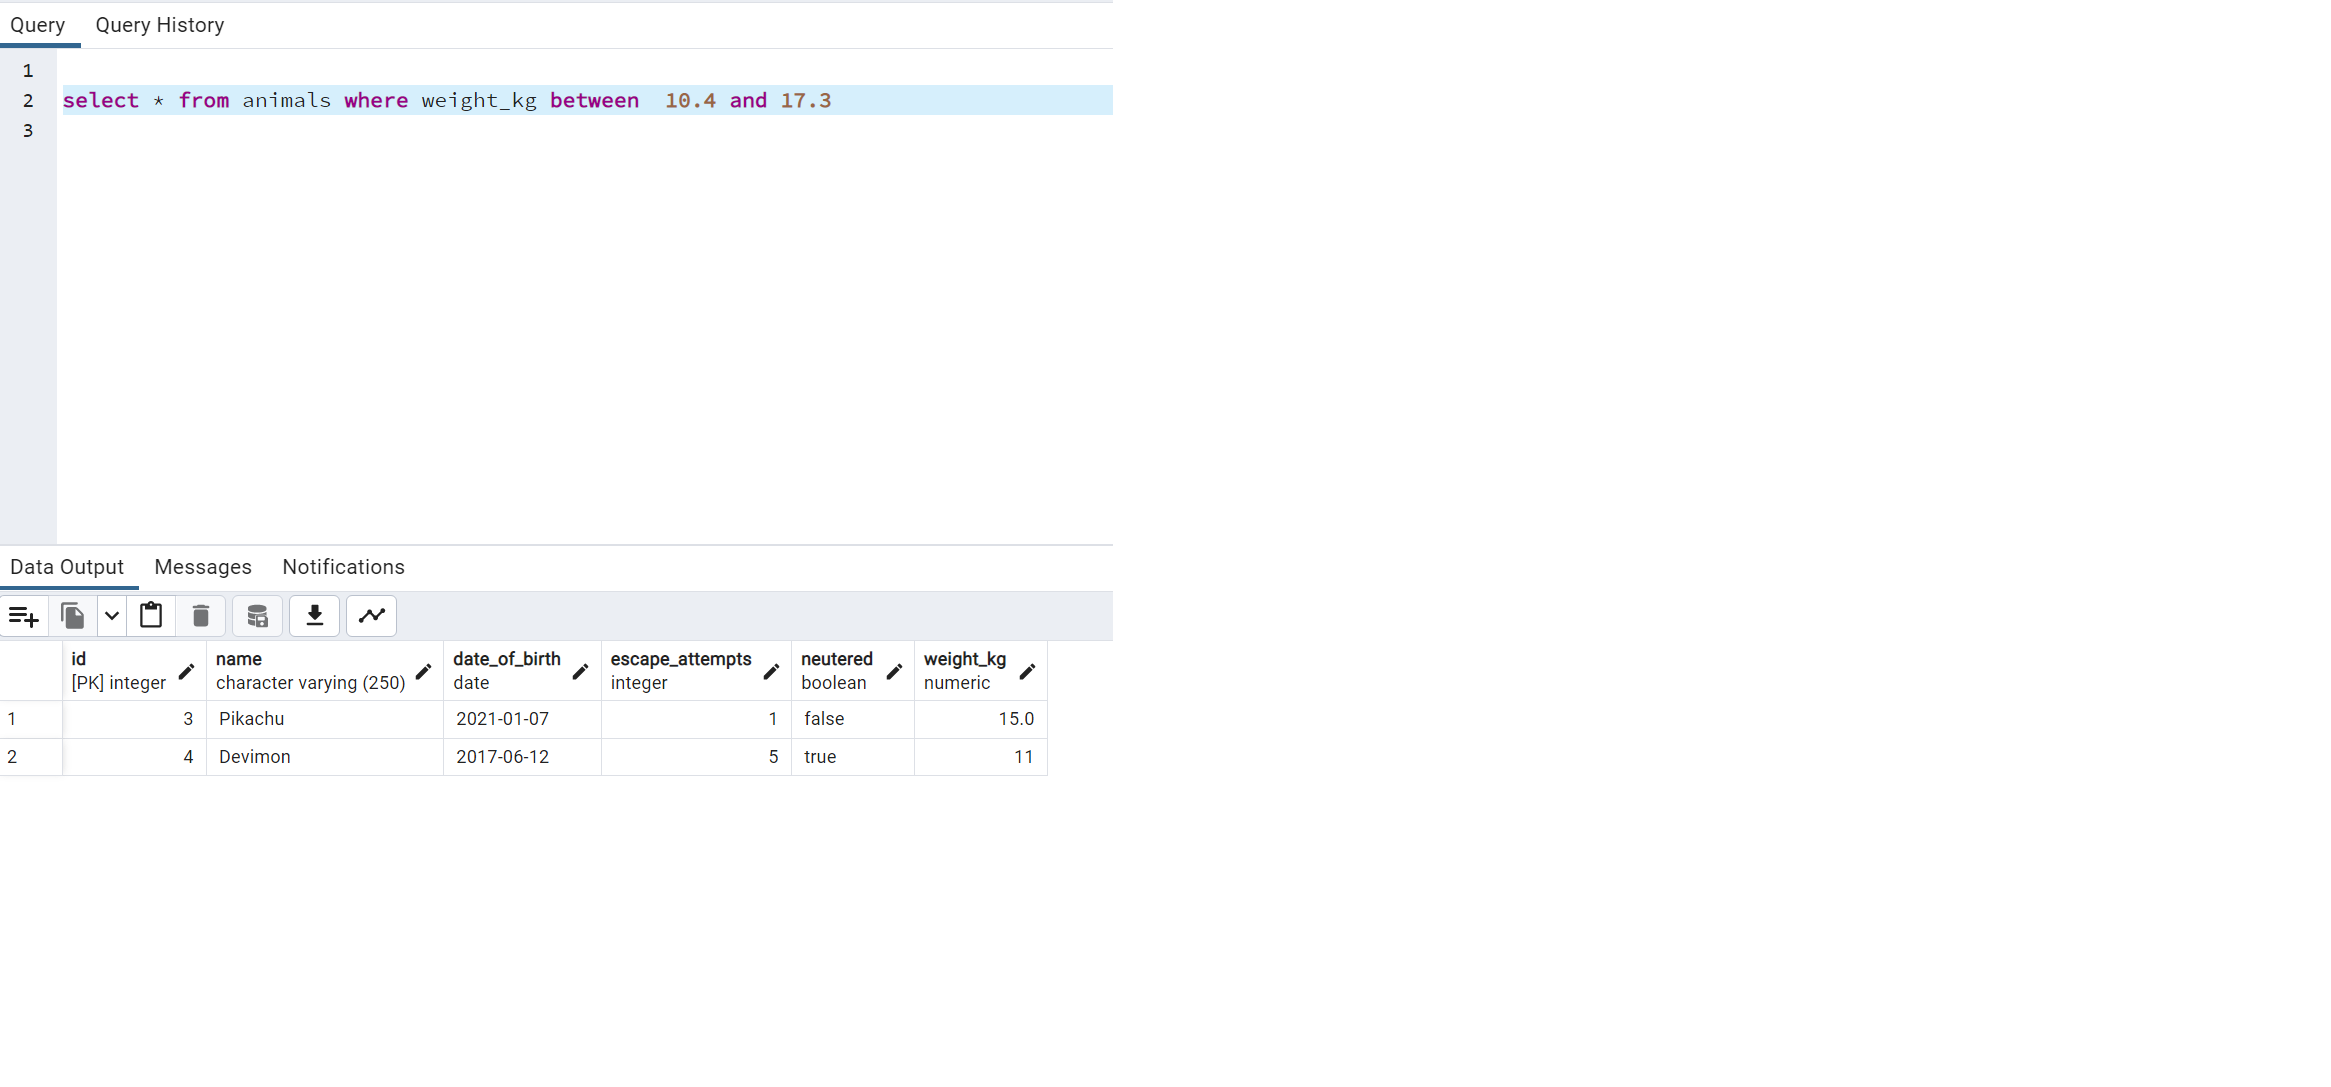 Query Query History
1
2 select * from animals where weight_kg between  10.4 and 17.3
3
Data Output Messages Notifications
id name date_of_birth escape_attempts neutered weight_kg
[PK] integer character varying (250) date integer boolean numeric
1 3 Pikachu 2021-01-07 1 false 15.0
2 4 Devimon 2017-06-12 5 true 11